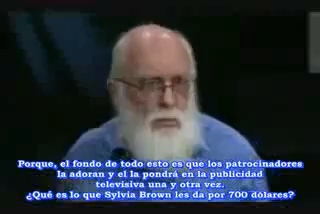 Porque, el fondo de todo esto es que los patrocinadores
la adoran y el la pondrá en la publicidad
televisiva una y otra vez.
¿Qué es lo que Sylvia Brown les da por 700 dólares?